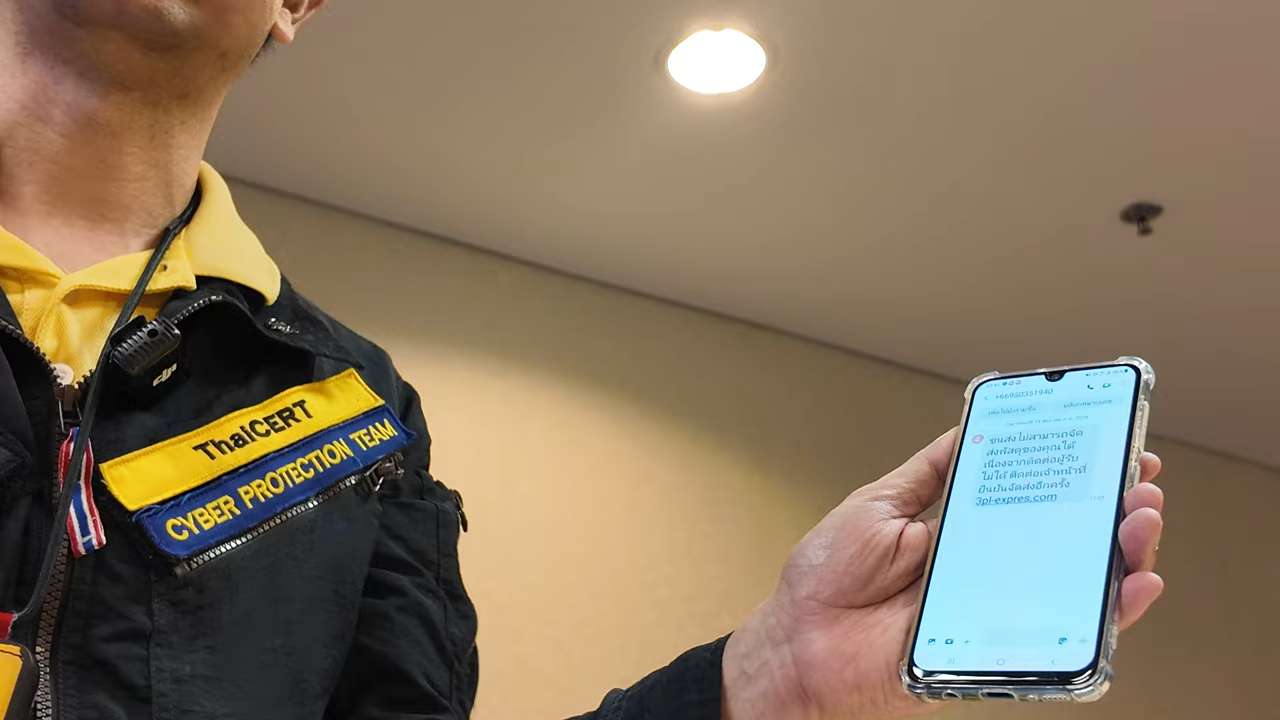 ThaiCERT
CYBER PROTECTION TEAM
dji
+66950351940
ขนส่งไม่สามารถจัด
ส่งพัสดุของคุณได้
เนื่องจากติดต่อผู้รับ
ไม่ได้ ติดต่อเจ้าหน้าที่
ยืนยันจัดส่งอีกครั้ง
3pl-expres.com